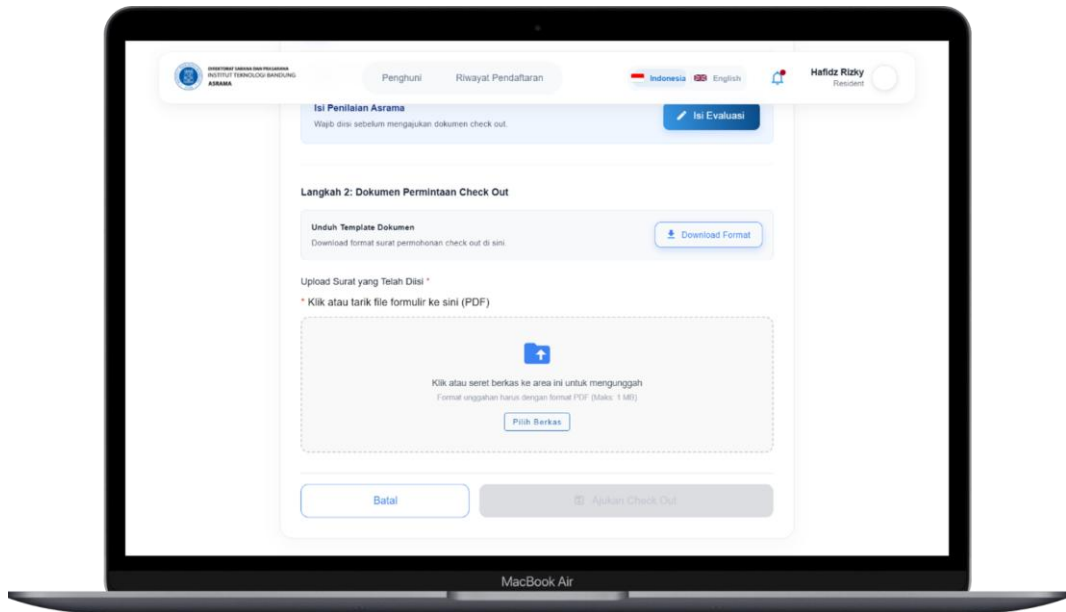 DIREKTORAT SARANA DAN PRASARANA
INSTITUT TEKNOLOGI BANDUNG
ASRAMA
Penghuni
Riwayat Pendaftaran
Indonesia
English
Hafidz Rizky
Resident
Isi Penilaian Asrama
Wajib diisi sebelum mengajukan dokumen check out.
Isi Evaluasi
Langkah 2: Dokumen Permintaan Check Out
Unduh Template Dokumen
Download format surat permohonan check out di sini.
Download Format
Upload Surat yang Telah Diisi *
* Klik atau tarik file formulir ke sini (PDF)
Klik atau seret berkas ke area ini untuk mengunggah
Format unggahan harus dengan format PDF (Maks: 1 MB)
Pilih Berkas
Batal
Ajukan Check Out
MacBook Air